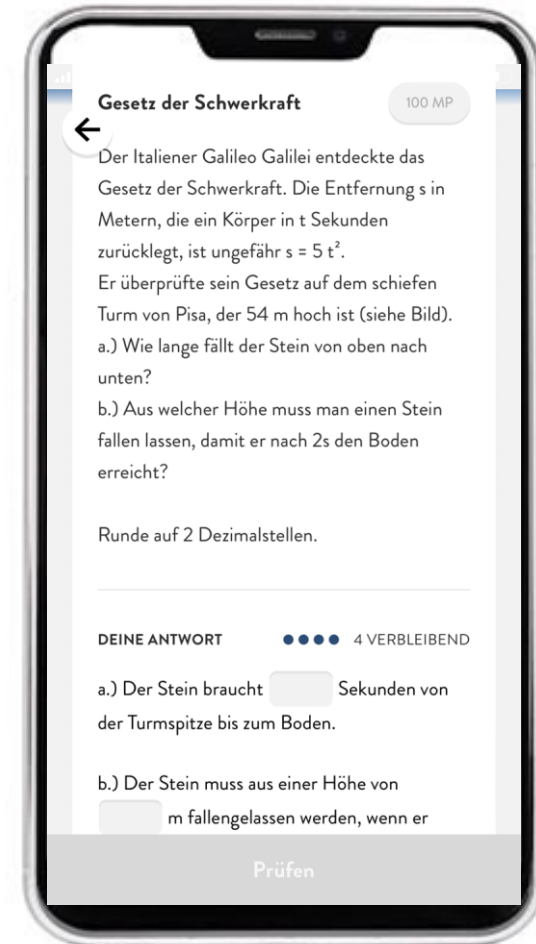 Gesetz der Schwerkraft
100 MP
Der Italiener Galileo Galilei entdeckte das
Gesetz der Schwerkraft. Die Entfernung s in
Metern, die ein Körper in t Sekunden
zurücklegt, ist ungefähr s = 5 t².
Er überprüfte sein Gesetz auf dem schiefen
Turm von Pisa, der 54 m hoch ist (siehe Bild).
a.) Wie lange fällt der Stein von oben nach
unten?
b.) Aus welcher Höhe muss man einen Stein
fallen lassen, damit er nach 2s den Boden
erreicht?
Runde auf 2 Dezimalstellen.
DEINE ANTWORT
4 VERBLEIBEND
a.) Der Stein braucht Sekunden von
der Turmspitze bis zum Boden.
b.) Der Stein muss aus einer Höhe von
m fallengelassen werden, wenn er
Prüfen